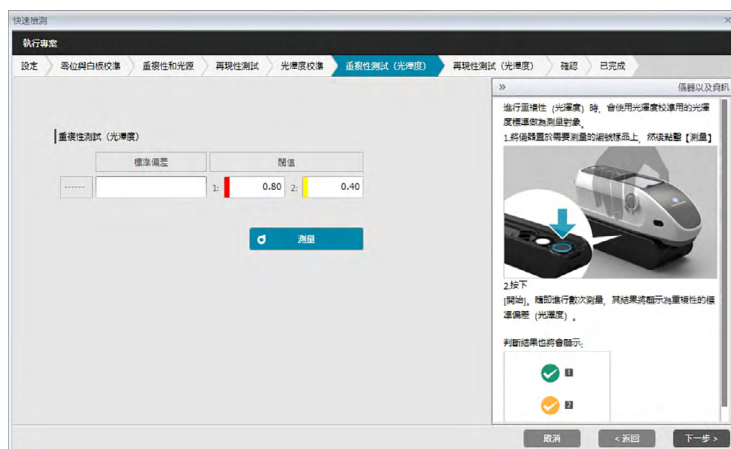 快速檢測
執行專案
設定
零位與白板校準
重複性和光源
再現性測試
光澤度校準
重複性測試（光澤度）
再現性測試（光澤度）
確認
已完成
»
儀器以及資訊
重複性測試（光澤度）
標準偏差
閾值
------
1:
0.80
2:
0.40
測量
進行重複性（光澤度）時，會使用光澤度校準用的光澤
度標準做為測量對象。
1.將儀器置於需要測量的編號樣品上，然後點擊【測量】
2.按下
[開始]。隨即進行數次測量，其結果將顯示為重複性的標
準偏差（光澤度）。
判斷結果也將會顯示:
1
2
取消
< 返回
下一步 >